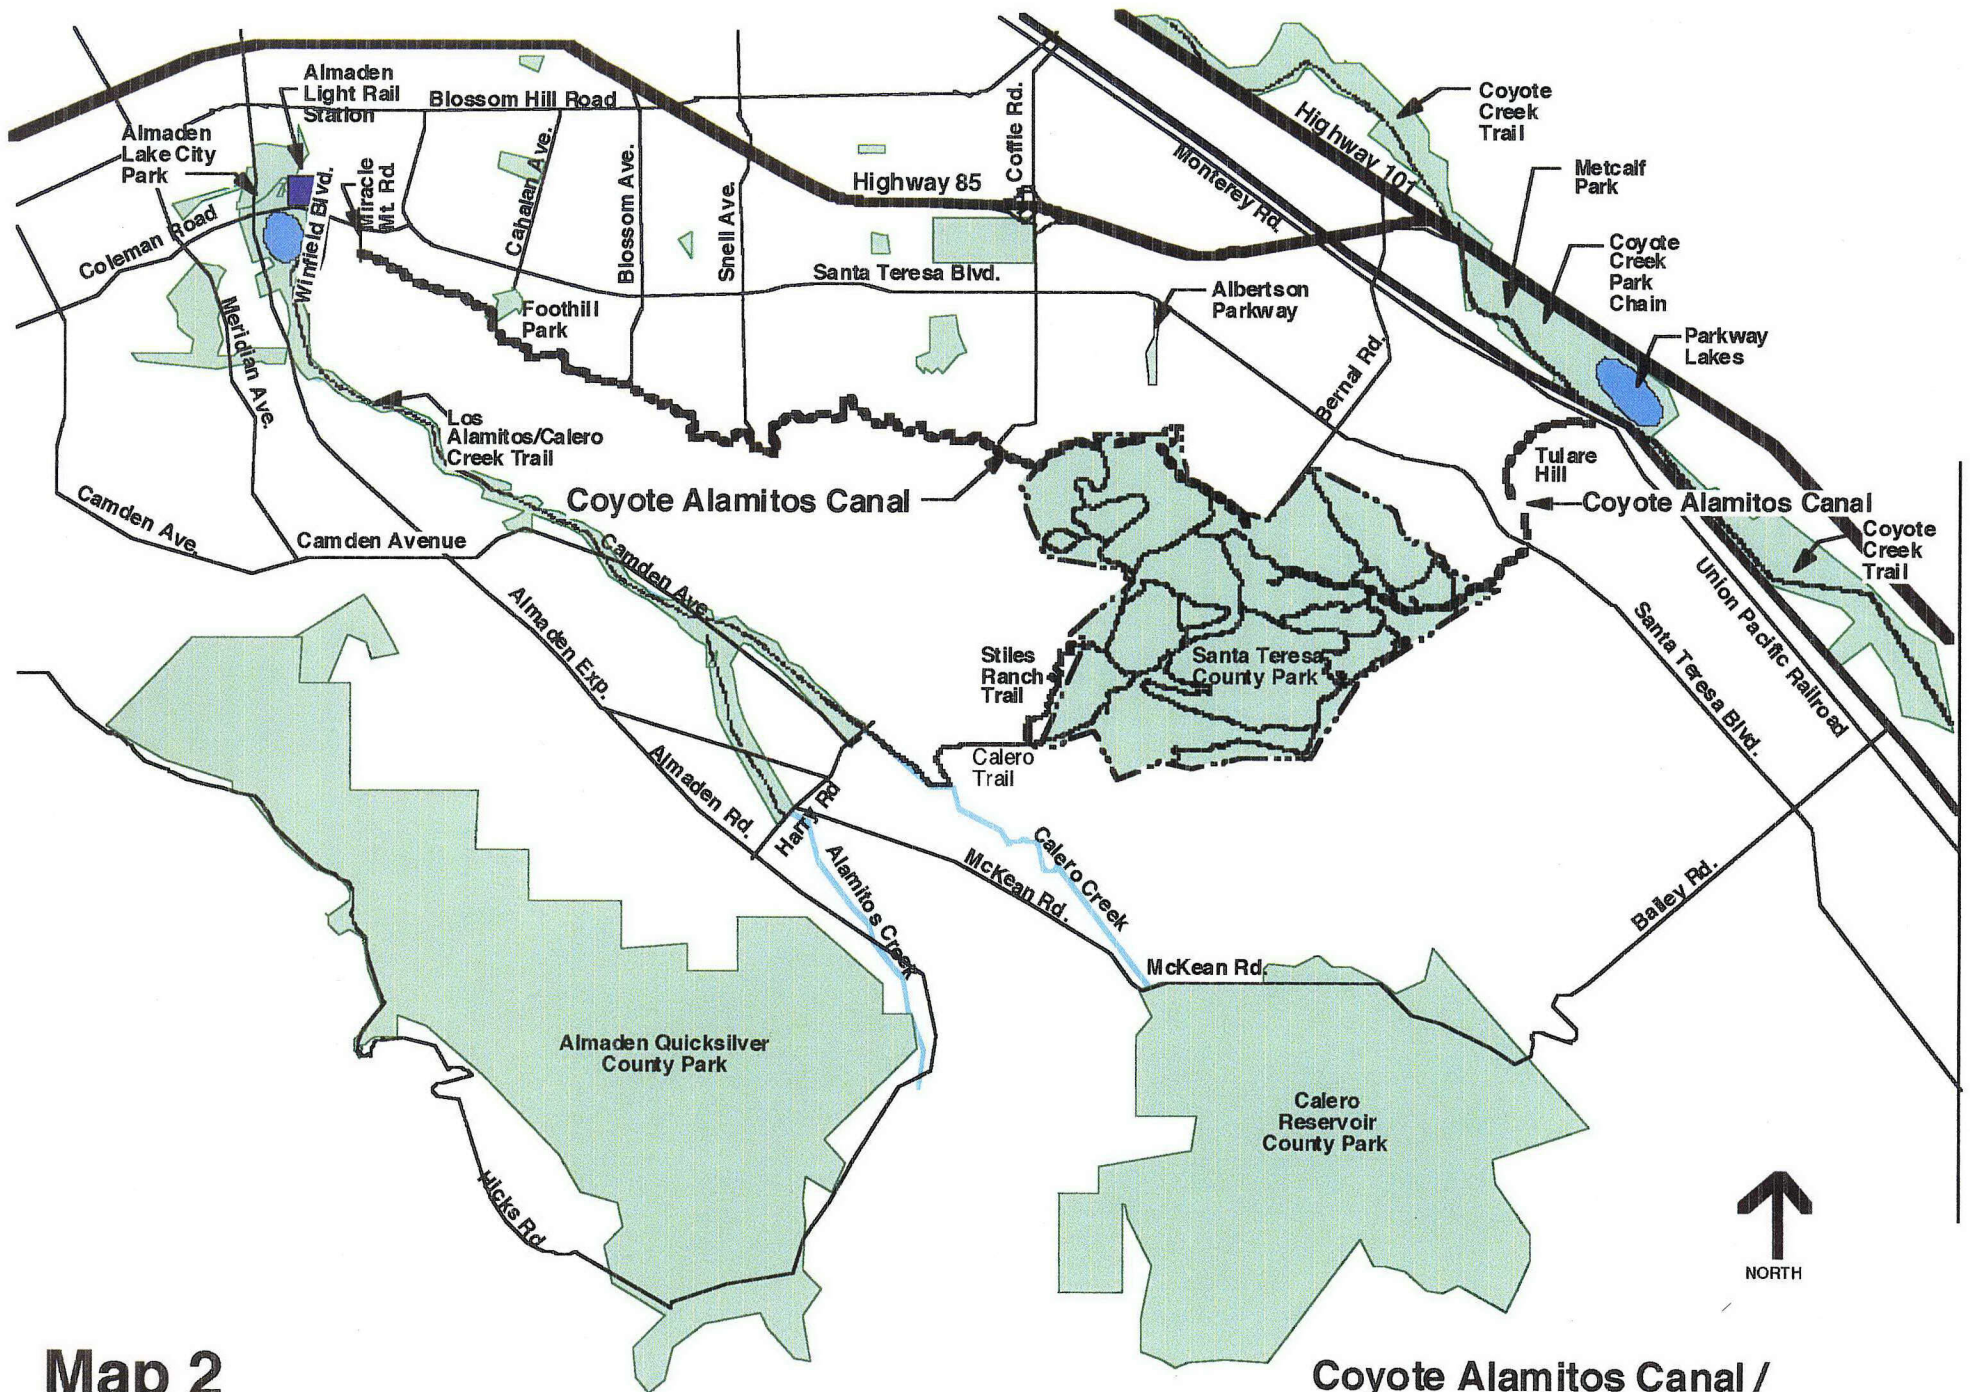 Almaden
Light Rail
Station
Blossom Hill Road
Almaden
Lake City
Park
Coleman Road
Winfield Blvd.
Miracle
Mt. Rd.
Cahalan Ave.
Blossom Ave.
Snell Ave.
Highway 85
Coffie Rd.
Monterey Rd.
Highway 101
Coyote
Creek
Trail
Metcalf
Park
Coyote
Creek
Park
Chain
Parkway
Lakes
Santa Teresa Blvd.
Albertson
Parkway
Bernal Rd.
Foothill
Park
Meridian Ave.
Los
Alamitos/Calero
Creek Trail
Coyote Alamitos Canal
Tulare
Hill
Coyote Alamitos Canal
Coyote
Creek
Trail
Camden Ave.
Camden Avenue
Camden Ave.
Almaden Exp.
Union Pacific Railroad
Santa Teresa Blvd.
Stiles
Ranch
Trail
Santa Teresa
County Park
Calero
Trail
Almaden Rd.
Harry Rd
Alamitos Creek
McKean Rd.
Calero Creek
Bailey Rd.
McKean Rd.
Almaden Quicksilver
County Park
Calero
Reservoir
County Park
Hicks Rd
NORTH
Map 2
Coyote Alamitos Canal /